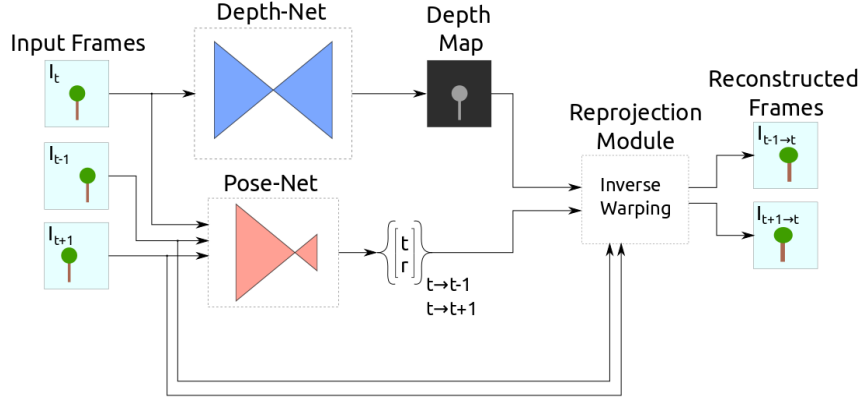 Depth-Net
Input Frames
Depth
Map
I_t
I_t-1
I_t+1
Pose-Net
t
r
t→t-1
t→t+1
Reprojection
Module
Inverse
Warping
Reconstructed
Frames
I_t-1→t
I_t+1→t